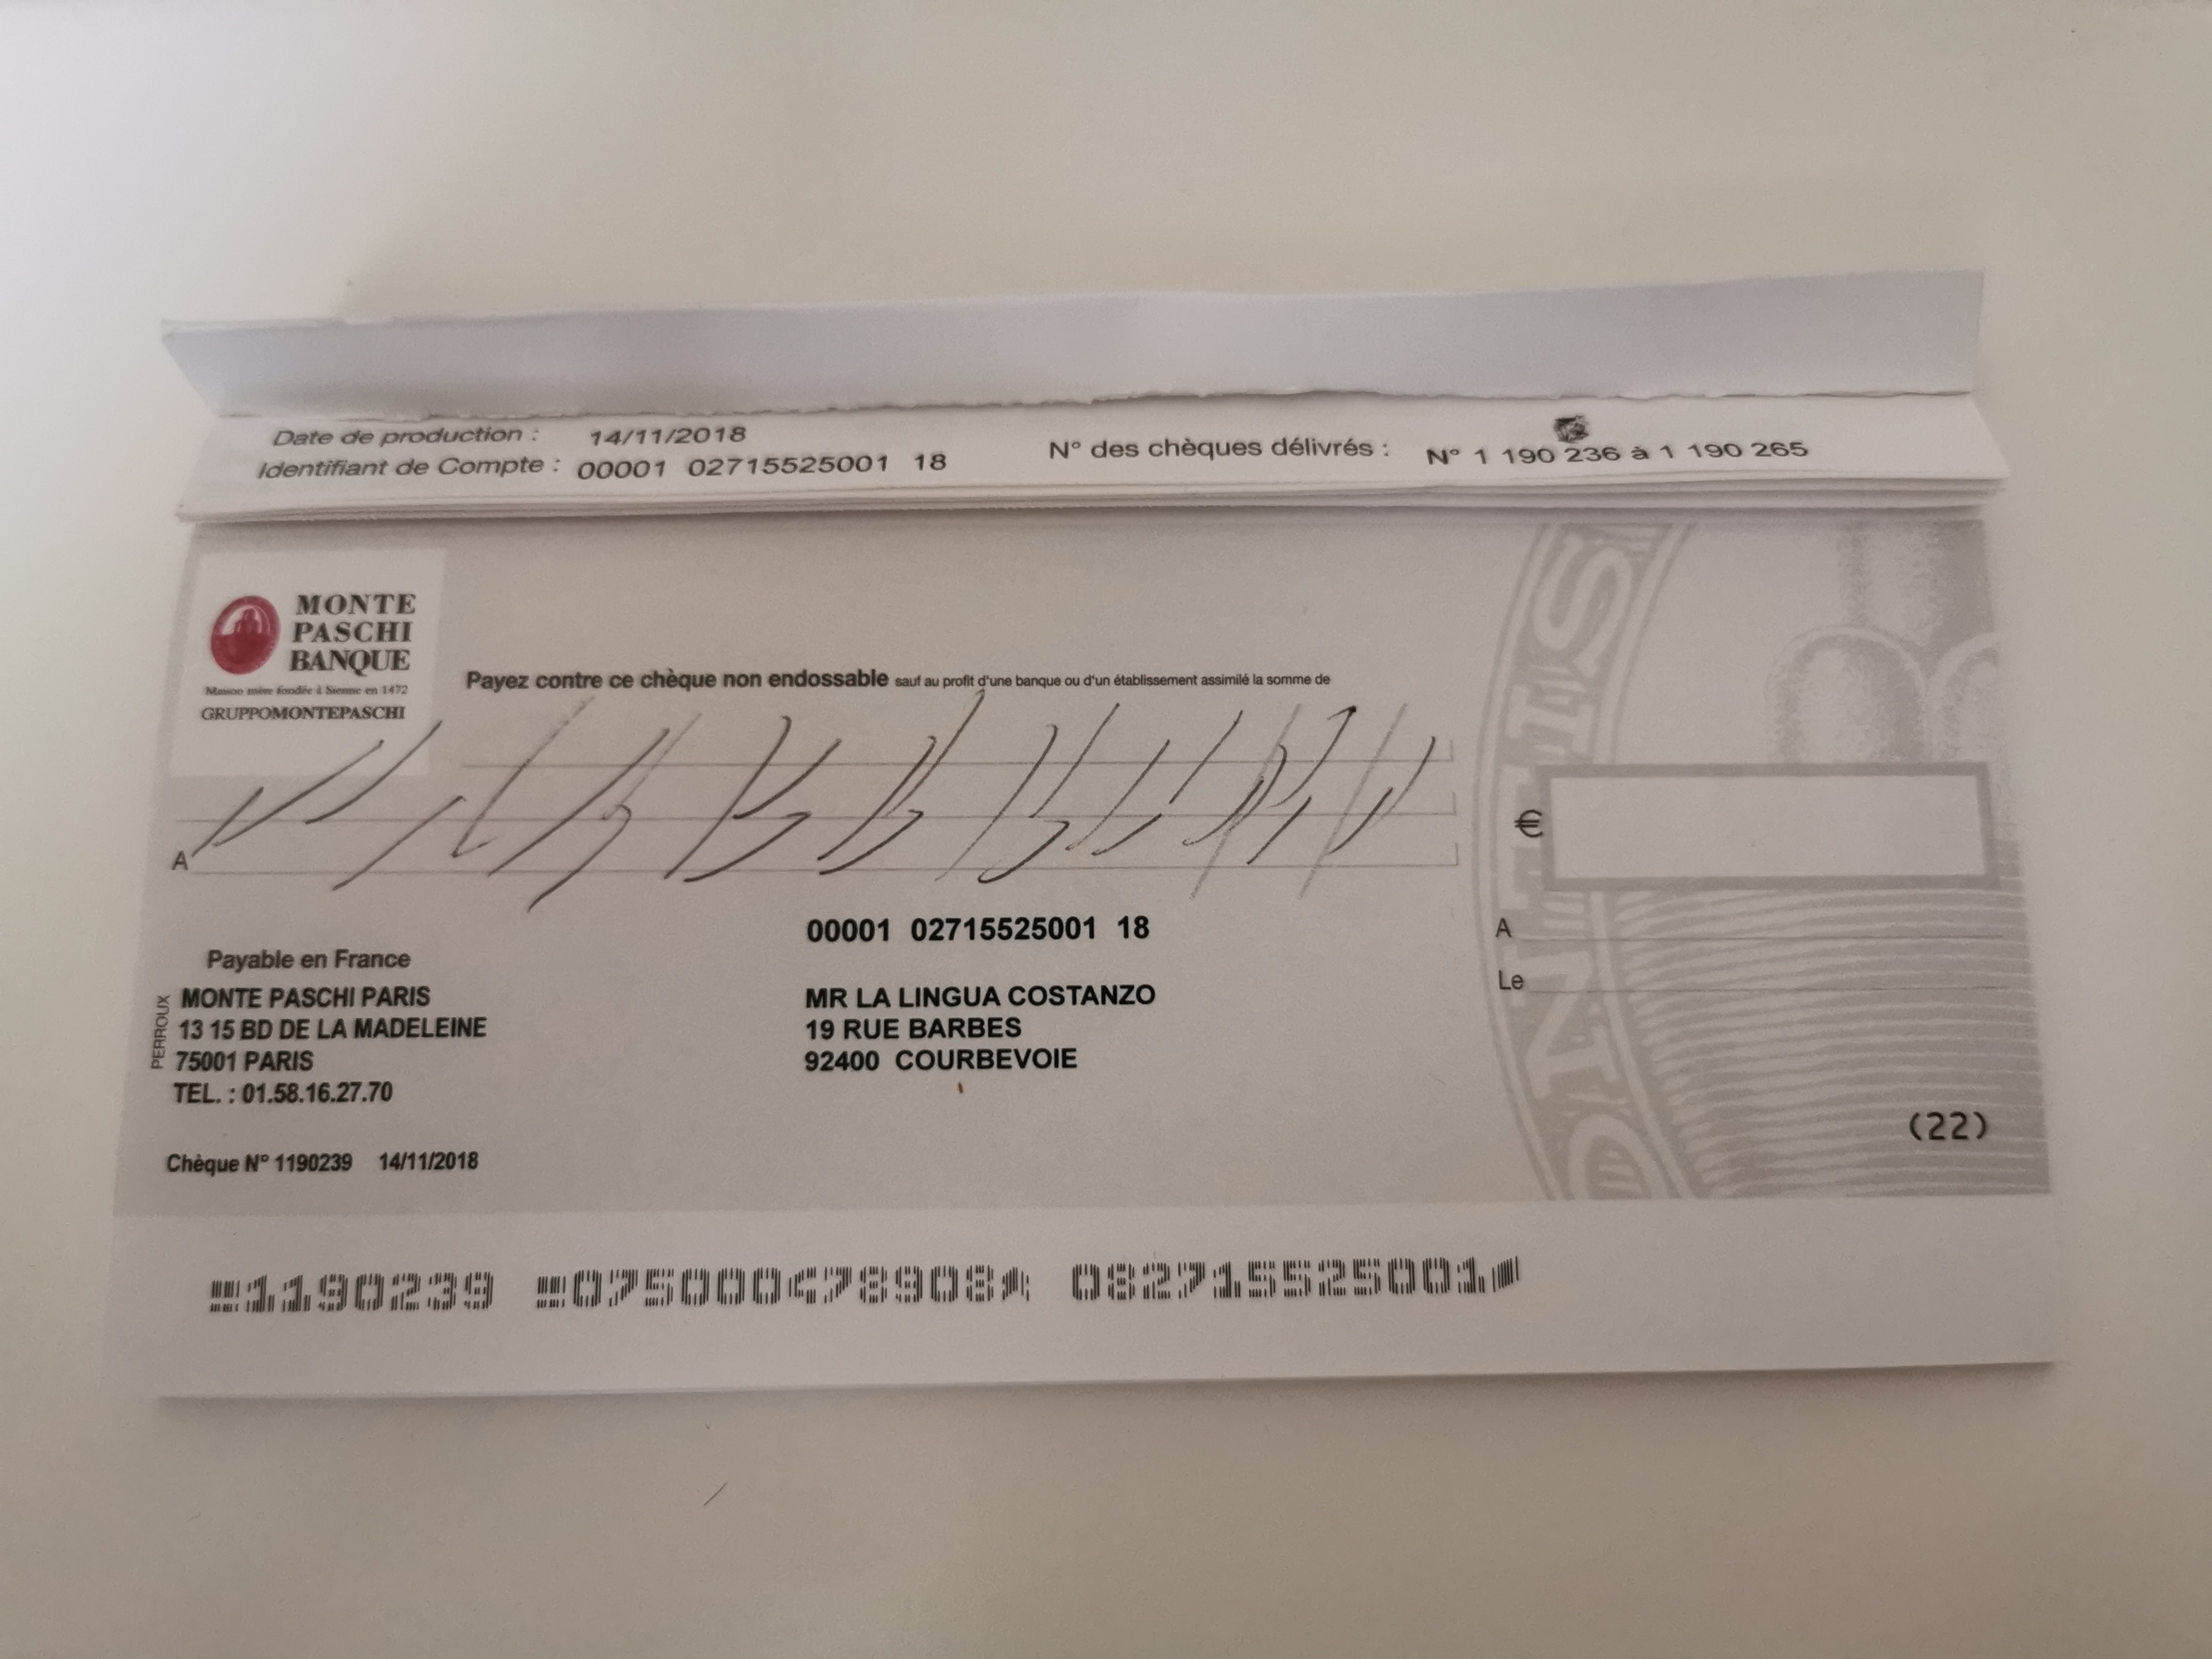 Date de production : 14/11/2018
Identifiant de Compte : 00001 02715525001 18
N° des chèques délivrés : N° 1 190 236 à 1 190 265
MONTE
PASCHI
BANQUE
Maison mère fondée à Sienne en 1472
GRUPPOMONTEPASCHI
Payez contre ce chèque non endossable sauf au profit d'une banque ou d'un établissement assimilé la somme de
€
A
00001 02715525001 18
A
Le
Payable en France
PERROUX
MONTE PASCHI PARIS
13 15 BD DE LA MADELEINE
75001 PARIS
TEL. : 01.58.16.27.70
MR LA LINGUA COSTANZO
19 RUE BARBES
92400 COURBEVOIE
(22)
Chèque N° 1190239 14/11/2018
1190239 075000478908 082715525001